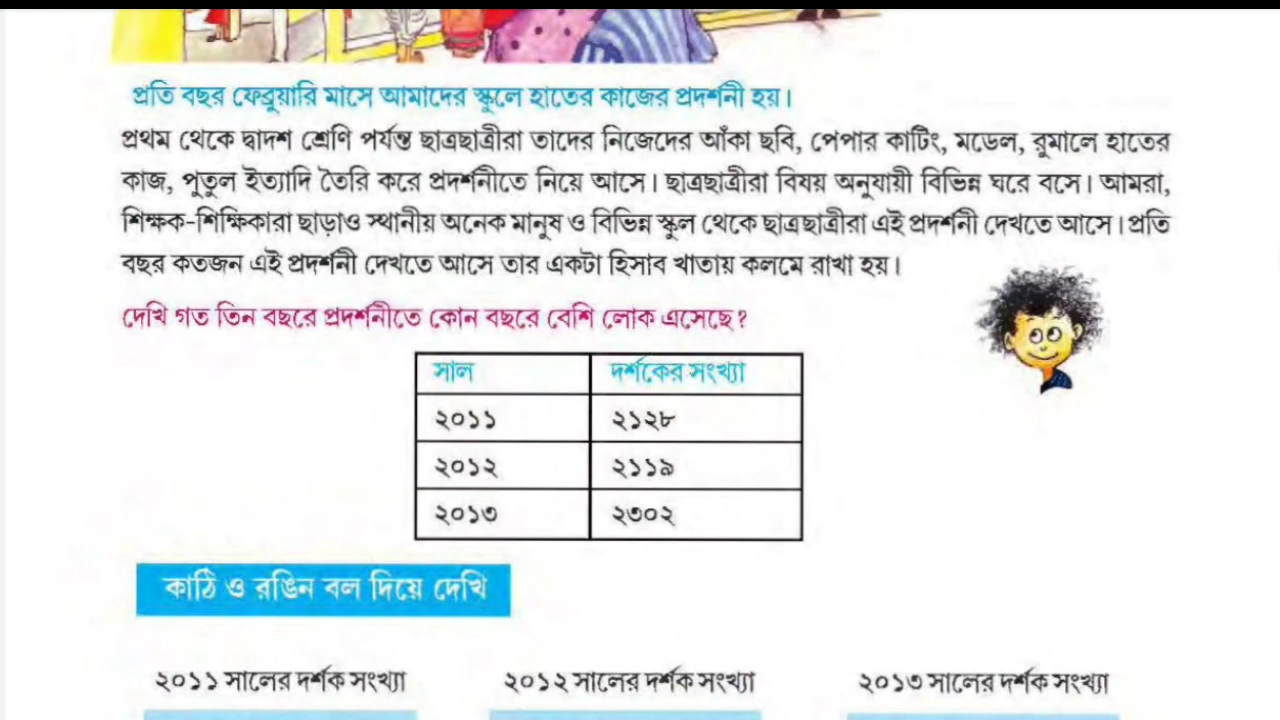 প্রতি বছর ফেব্রুয়ারি মাসে আমাদের স্কুলে হাতের কাজের প্রদর্শনী হয়।
প্রথম থেকে দ্বাদশ শ্রেণি পর্যন্ত ছাত্রছাত্রীরা তাদের নিজেদের আঁকা ছবি, পেপার কাটিং, মডেল, রুমালে হাতের
কাজ, পুতুল ইত্যাদি তৈরি করে প্রদর্শনীতে নিয়ে আসে। ছাত্রছাত্রীরা বিষয় অনুযায়ী বিভিন্ন ঘরে বসে। আমরা,
শিক্ষক-শিক্ষিকারা ছাড়াও স্থানীয় অনেক মানুষ ও বিভিন্ন স্কুল থেকে ছাত্রছাত্রীরা এই প্রদর্শনী দেখতে আসে। প্রতি
বছর কতজন এই প্রদর্শনী দেখতে আসে তার একটা হিসাব খাতায় কলমে রাখা হয়।
দেখি গত তিন বছরে প্রদর্শনীতে কোন বছরে বেশি লোক এসেছে?
সাল দর্শকের সংখ্যা
২০১১ ২১২৮
২০১২ ২১১৯
২০১৩ ২৩০২
কাঠি ও রঙিন বল দিয়ে দেখি
২০১১ সালের দর্শক সংখ্যা ২০১২ সালের দর্শক সংখ্যা ২০১৩ সালের দর্শক সংখ্যা